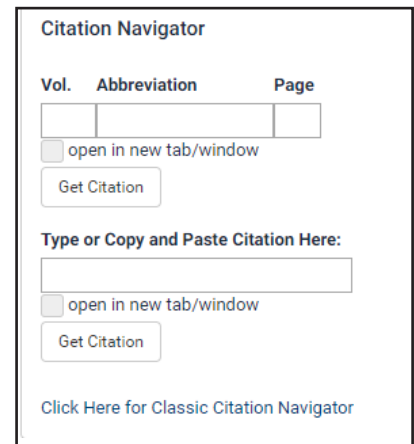 Citation Navigator
Vol. Abbreviation Page
open in new tab/window
Get Citation
Type or Copy and Paste Citation Here:
open in new tab/window
Get Citation
Click Here for Classic Citation Navigator